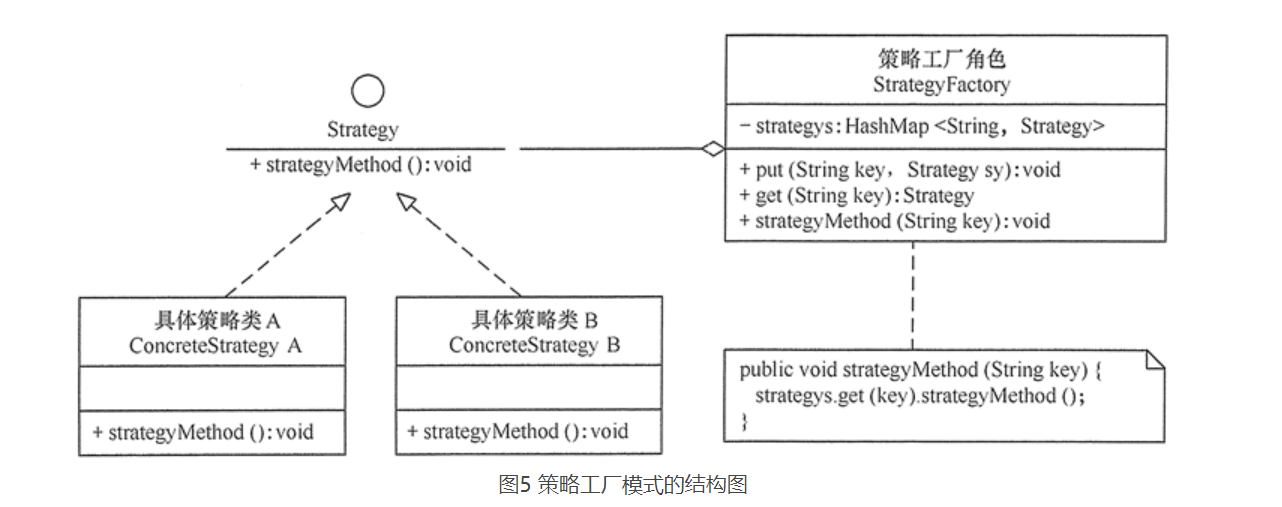 策略工厂角色
StrategyFactory
Strategy
- strategys:HashMap <String, Strategy>
+ strategyMethod ():void
+ put (String key, Strategy sy):void
+ get (String key):Strategy
+ strategyMethod (String key):void
具体策略类 A
ConcreteStrategy A
+ strategyMethod ():void
具体策略类 B
ConcreteStrategy B
+ strategyMethod ():void
public void strategyMethod (String key) {
strategys.get (key).strategyMethod ();
}
图5 策略工厂模式的结构图